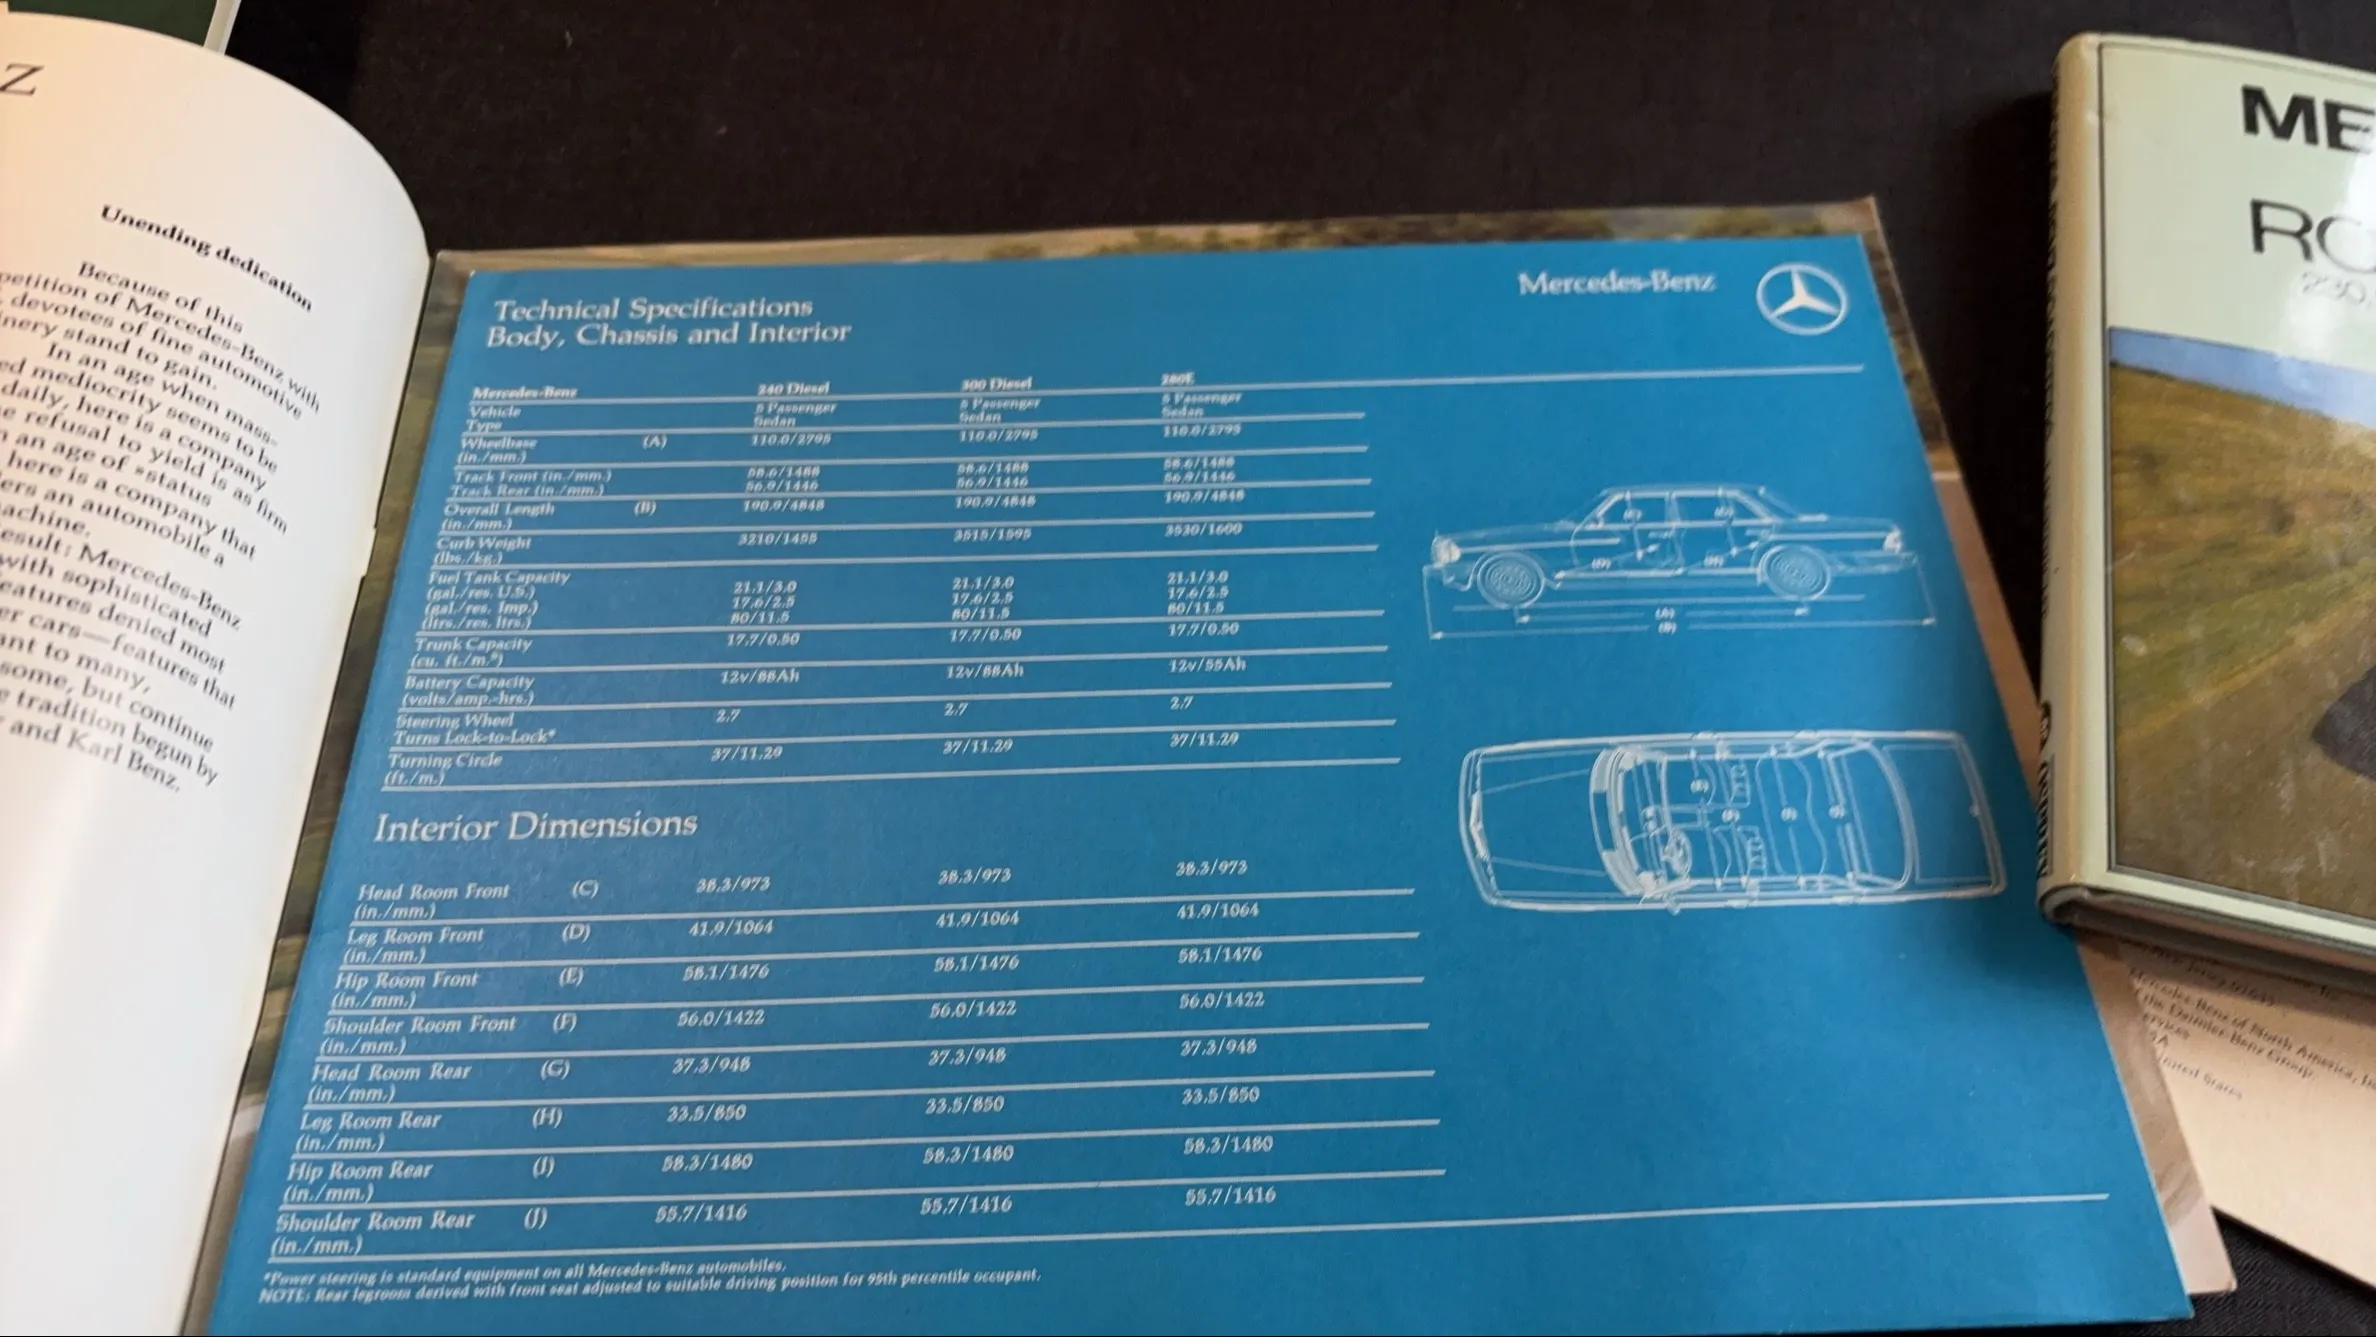 Z
Unending dedication
Because of this
petition of Mercedes-Benz, with
devotees of fine automotive
nery stand to gain.
In an age when mass-
ed mediocrity seems to be
daily, here is a company
e refusal to yield is as firm
n an age of »status
here is a company that
ers an automobile a
achine.
esult: Mercedes-Benz
with sophisticated
eatures denied most
er cars—features that
ant to many,
some, but continue
e tradition begun by
and Karl Benz.
Technical Specifications
Body, Chassis and Interior
Mercedes-Benz
Mercedes-Benz 240 Diesel 300 Diesel 280E
Vehicle 5 Passenger 5 Passenger 5 Passenger
Type Sedan Sedan Sedan
Wheelbase (A) 110.0/2795 110.0/2795 110.0/2795
(in./mm.)
Track Front (in./mm.) 58.6/1488 58.6/1488 58.6/1488
Track Rear (in./mm.) 56.9/1446 56.9/1446 56.9/1446
Overall Length (B) 190.9/4848 190.9/4848 190.9/4848
(in./mm.)
Curb Weight 3210/1455 3515/1595 3530/1600
(lbs./kg.)
Fuel Tank Capacity
(gal./res. U.S.) 21.1/3.0 21.1/3.0 21.1/3.0
(gal./res. Imp.) 17.6/2.5 17.6/2.5 17.6/2.5
(ltrs./res. ltrs.) 80/11.5 80/11.5 80/11.5
Trunk Capacity 17.7/0.50 17.7/0.50 17.7/0.50
(cu. ft./m.³)
Battery Capacity 12v/88Ah 12v/88Ah 12v/55Ah
(volts/amp.-hrs.)
Steering Wheel 2.7 2.7 2.7
Turns Lock-to-Lock*
Turning Circle 37/11.29 37/11.29 37/11.29
(ft./m.)
(A)
(B)
Interior Dimensions
Head Room Front (C) 38.3/973 38.3/973 38.3/973
(in./mm.)
Leg Room Front (D) 41.9/1064 41.9/1064 41.9/1064
(in./mm.)
Hip Room Front (E) 58.1/1476 58.1/1476 58.1/1476
(in./mm.)
Shoulder Room Front (F) 56.0/1422 56.0/1422 56.0/1422
(in./mm.)
Head Room Rear (G) 37.3/948 37.3/948 37.3/948
(in./mm.)
Leg Room Rear (H) 33.5/850 33.5/850 33.5/850
(in./mm.)
Hip Room Rear (I) 58.3/1480 58.3/1480 58.3/1480
(in./mm.)
Shoulder Room Rear (J) 55.7/1416 55.7/1416 55.7/1416
(in./mm.)
*Power steering is standard equipment on all Mercedes-Benz automobiles.
NOTE: Rear legroom derived with front seat adjusted to suitable driving position for 95th percentile occupant.
ME
RO
230
Mercedes-Benz of North America, In
the Daimler-Benz Group.
ervices
SA
United States